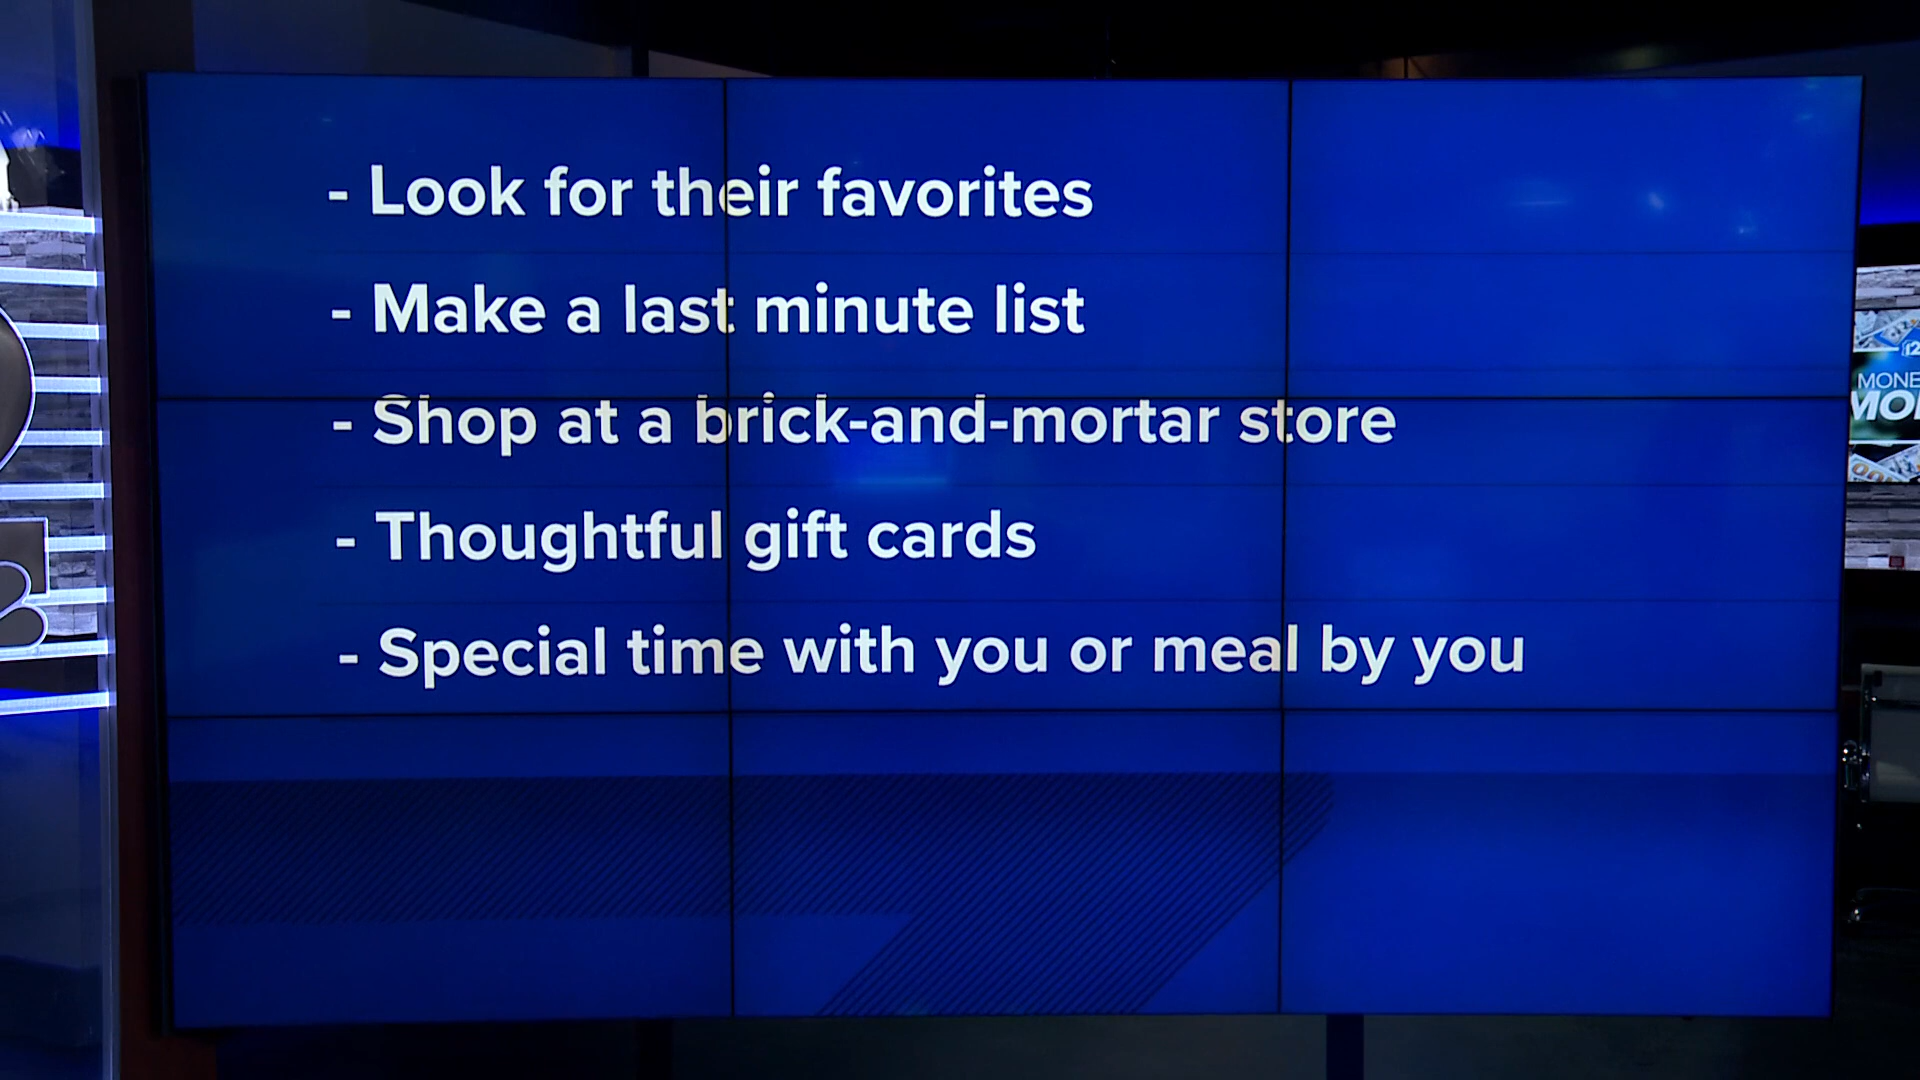 - Look for their favorites
- Make a last minute list
- Shop at a brick-and-mortar store
- Thoughtful gift cards
- Special time with you or meal by you